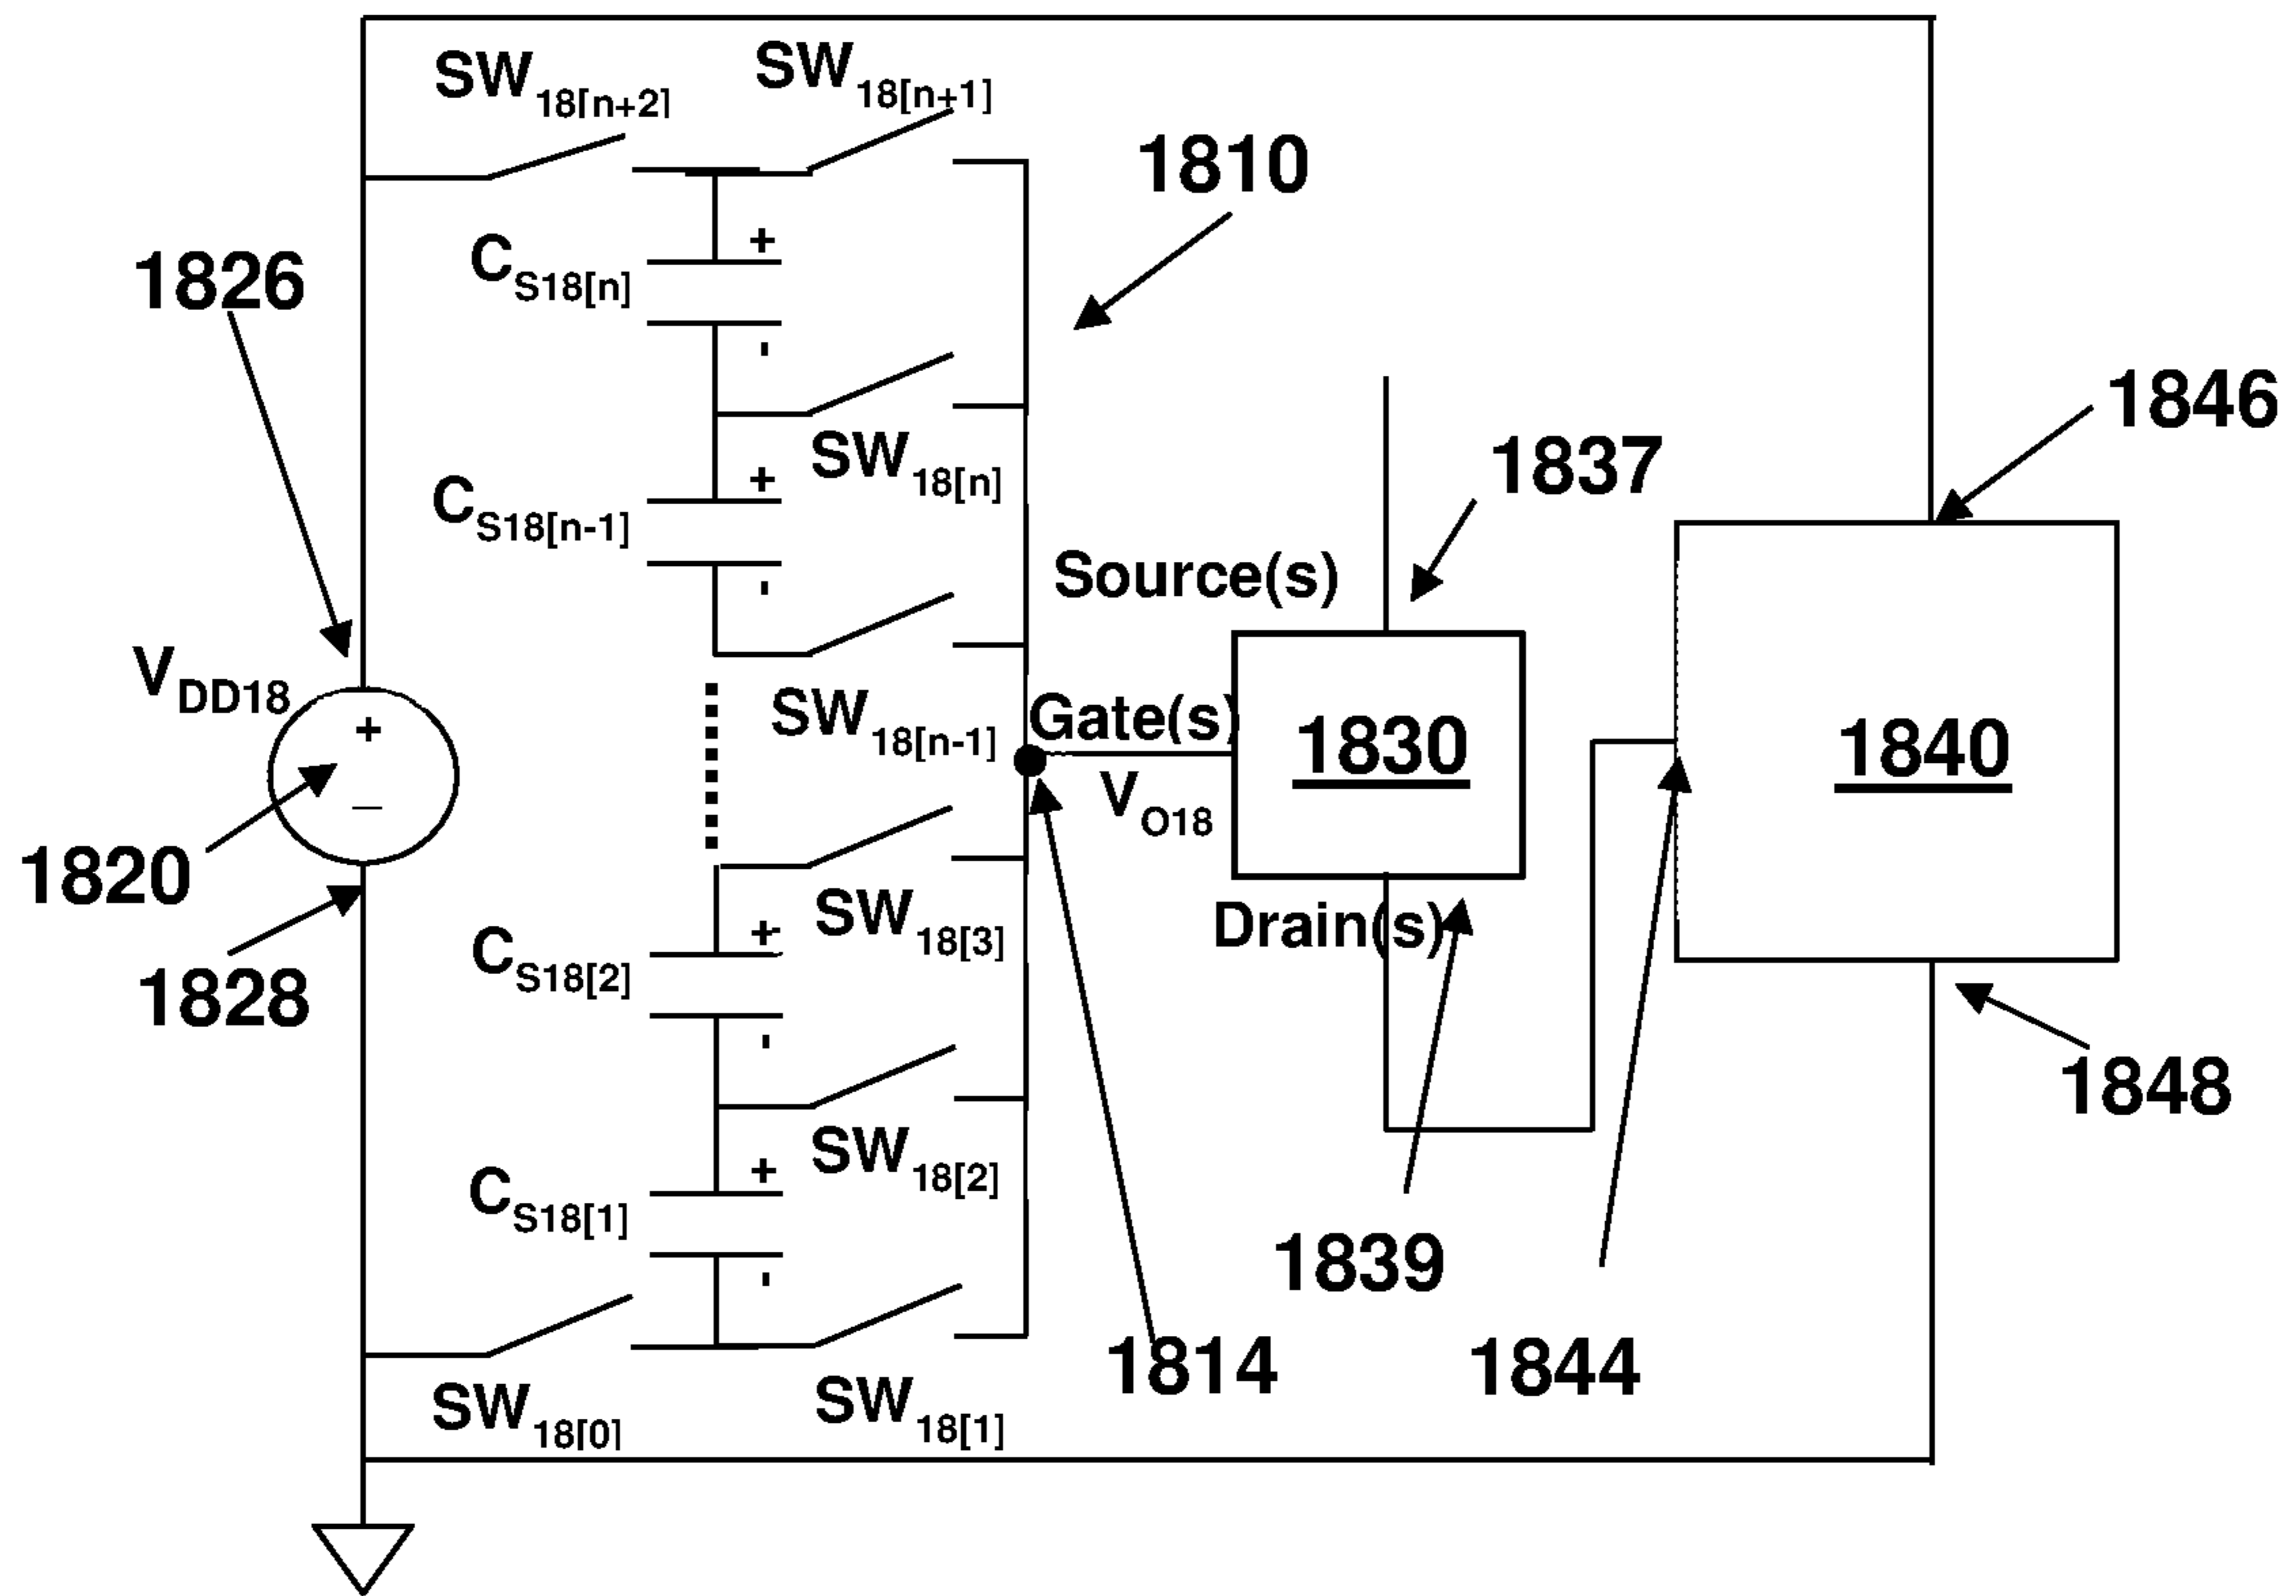 SW18[n+2]
SW18[n+1]
1810
CS18[n]
+
-
1826
1846
SW18[n]
1837
CS18[n-1]
+
-
Source(s)
VDD18
+
–
SW18[n-1]
Gate(s)
1830
1840
VO18
1820
SW18[3]
Drain(s)
CS18[2]
+
-
1828
1848
SW18[2]
CS18[1]
+
-
1839
1814
1844
SW18[0]
SW18[1]